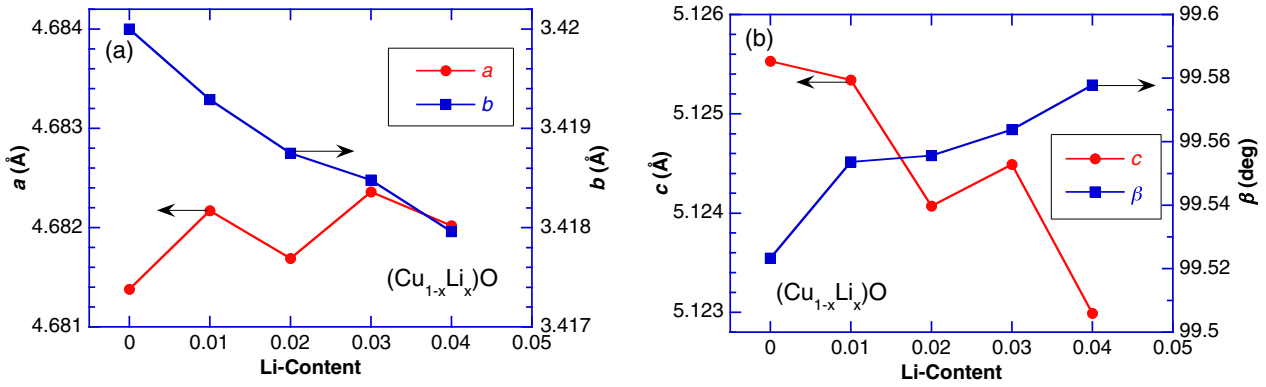 (a)
4.684
4.683
4.682
4.681
a (Å)
a
b
3.42
3.419
3.418
3.417
b (Å)
(Cu1-xLix)O
0 0.01 0.02 0.03 0.04 0.05
Li-Content
(b)
5.126
5.125
5.124
5.123
c (Å)
c
β
99.6
99.58
99.56
99.54
99.52
99.5
β (deg)
(Cu1-xLix)O
0 0.01 0.02 0.03 0.04 0.05
Li-Content